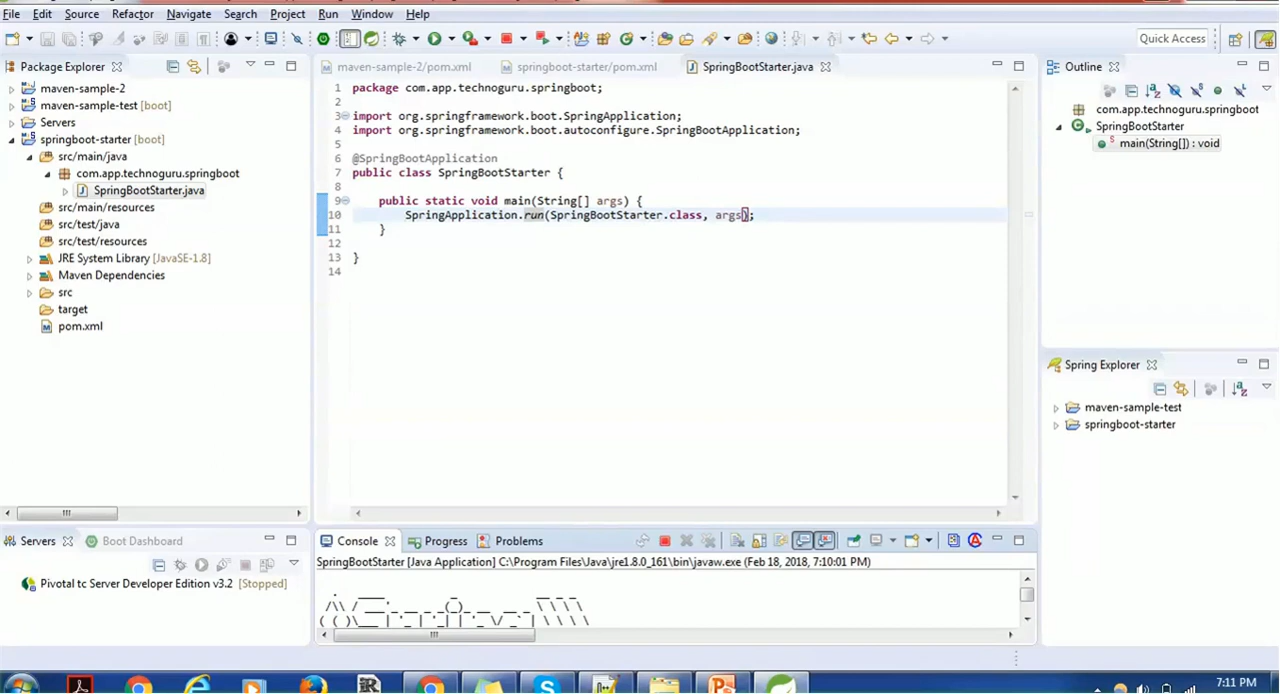 File Edit Source Refactor Navigate Search Project Run Window Help
Quick Access
Package Explorer
maven-sample-2
maven-sample-test [boot]
Servers
springboot-starter [boot]
src/main/java
com.app.technoguru.springboot
SpringBootStarter.java
src/main/resources
src/test/java
src/test/resources
JRE System Library [JavaSE-1.8]
Maven Dependencies
src
target
pom.xml
maven-sample-2/pom.xml springboot-starter/pom.xml SpringBootStarter.java
1 package com.app.technoguru.springboot;
2
3 import org.springframework.boot.SpringApplication;
4 import org.springframework.boot.autoconfigure.SpringBootApplication;
5
6 @SpringBootApplication
7 public class SpringBootStarter {
8
9 public static void main(String[] args) {
10 SpringApplication.run(SpringBootStarter.class, args);
11 }
12
13 }
14
Outline
com.app.technoguru.springboot
SpringBootStarter
main(String[]) : void
Spring Explorer
maven-sample-test
springboot-starter
Servers Boot Dashboard
Pivotal tc Server Developer Edition v3.2 [Stopped]
Console Progress Problems
SpringBootStarter [Java Application] C:\Program Files\Java\jre1.8.0_161\bin\javaw.exe (Feb 18, 2018, 7:10:01 PM)
7:11 PM